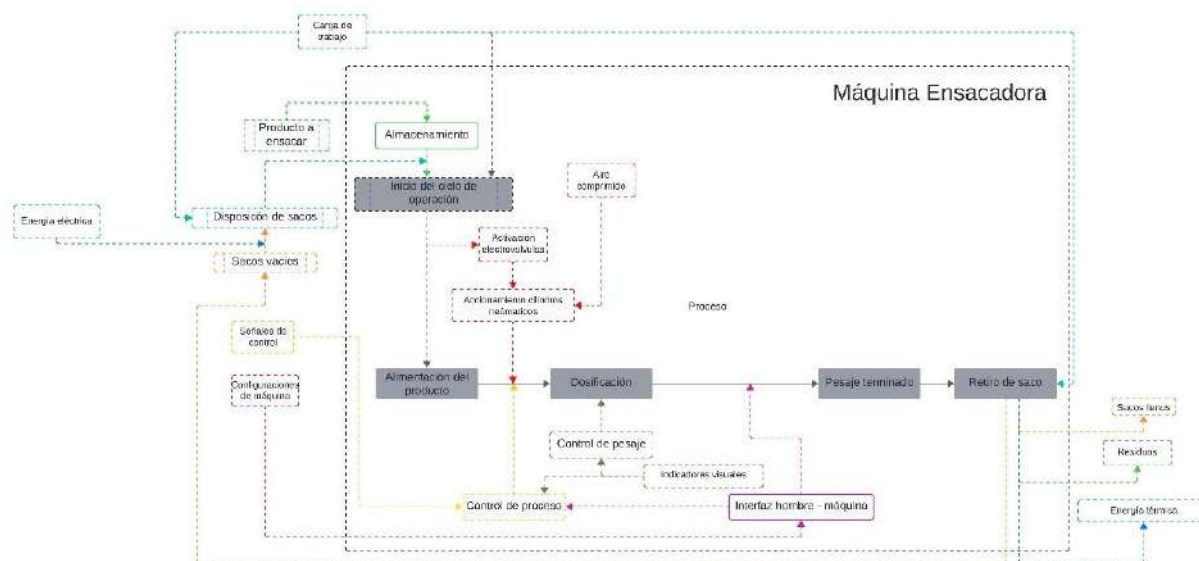 Carga de
trabajo
Máquina Ensacadora
Producto a
ensacar
Almacenamiento
Inicio del ciclo de
operación
Aire
comprimido
Energía eléctrica
Disposición de sacos
Activación
electroválvulas
Sacos vacíos
Accionamiento cilindros
neúmaticos
Proceso
Señales de
control
Configuraciones
de máquina
Alimentación del
producto
Dosificación
Pesaje terminado
Retiro de saco
Sacos llenos
Control de pesaje
Residuos
Indicadores visuales
Control de proceso
Interfaz hombre - máquina
Energía térmica